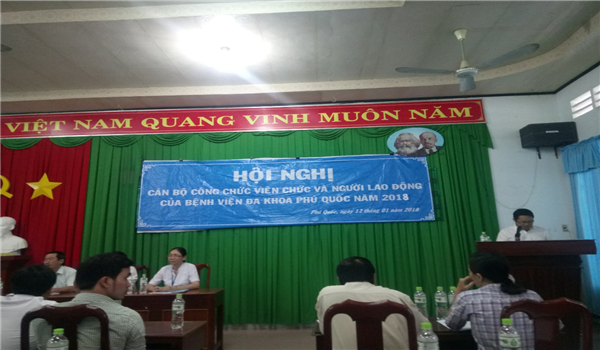 VIỆT NAM QUANG VINH MUÔN NĂM
HỘI NGHỊ
CÁN BỘ CÔNG CHỨC VIÊN CHỨC VÀ NGƯỜI LAO ĐỘNG
CỦA BỆNH VIỆN ĐA KHOA PHÚ QUỐC NĂM 2018
Phú Quốc, ngày 12 tháng 01 năm 2018